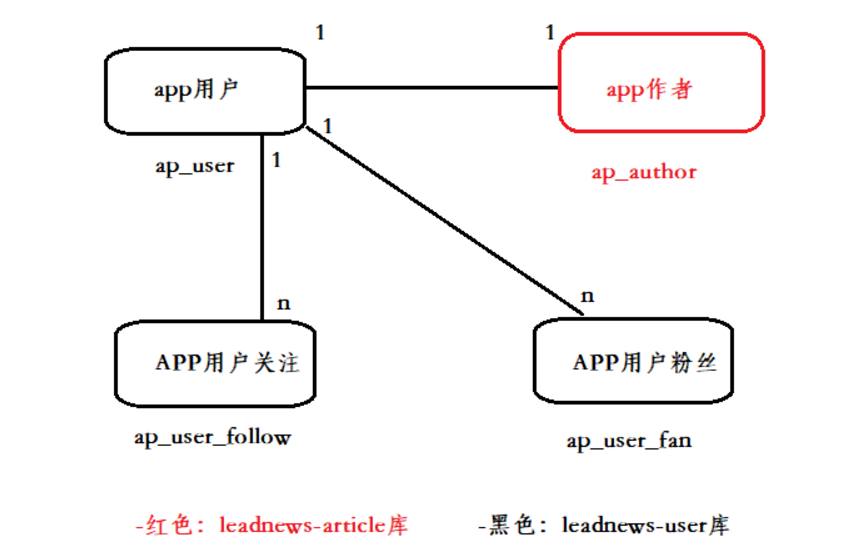 1 1
app用户 app作者
1
ap_user 1 ap_author
n n
APP用户关注 APP用户粉丝
ap_user_follow ap_user_fan
-红色：leadnews-article库 -黑色：leadnews-user库